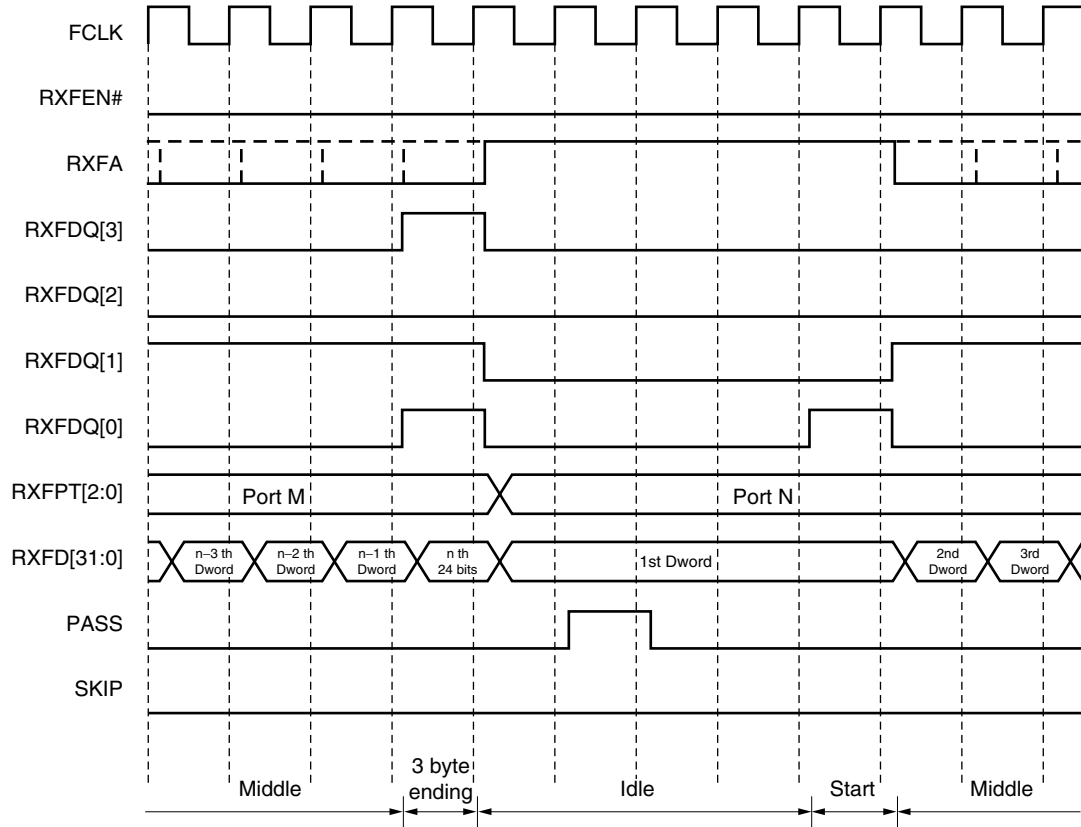 FCLK
RXFEN#
RXFA
RXFDQ[3]
RXFDQ[2]
RXFDQ[1]
RXFDQ[0]
RXFPT[2:0]
Port M
Port N
RXFD[31:0]
n–3 th
Dword
n–2 th
Dword
n–1 th
Dword
n th
24 bits
1st Dword
2nd
Dword
3rd
Dword
PASS
SKIP
Middle
3 byte
ending
Idle
Start
Middle